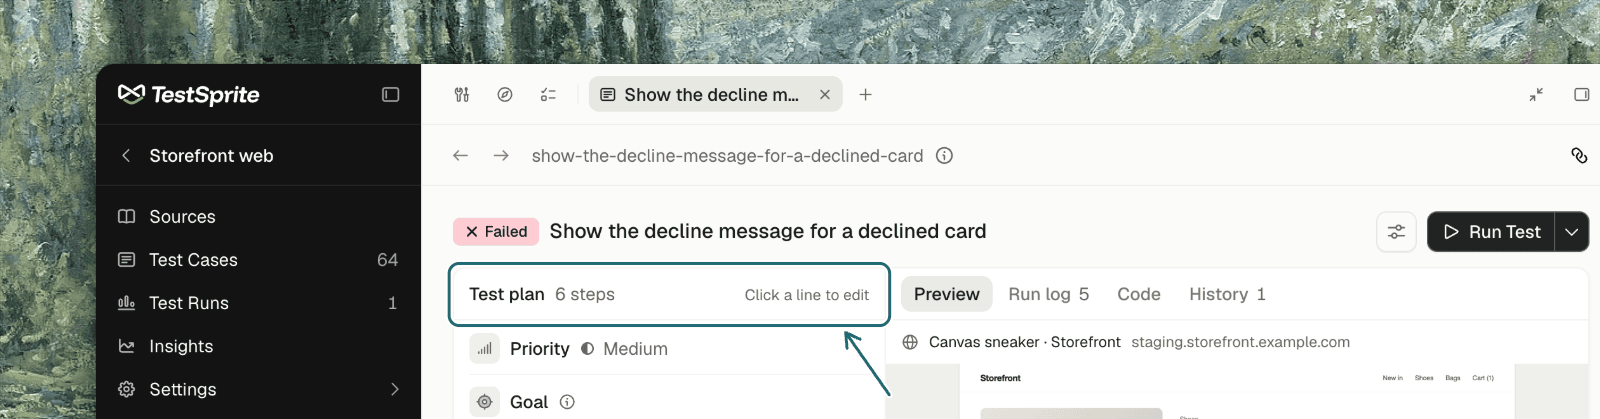 TestSprite
Show the decline m...
Storefront web
show-the-decline-message-for-a-declined-card
Sources
Test Cases 64
Test Runs 1
Insights
Settings
Failed Show the decline message for a declined card
Run Test
Test plan 6 steps Click a line to edit
Priority Medium
Goal
Preview Run log 5 Code History 1
Canvas sneaker · Storefront staging.storefront.example.com
Storefront New in Shoes Bags Cart (1)
Shoes